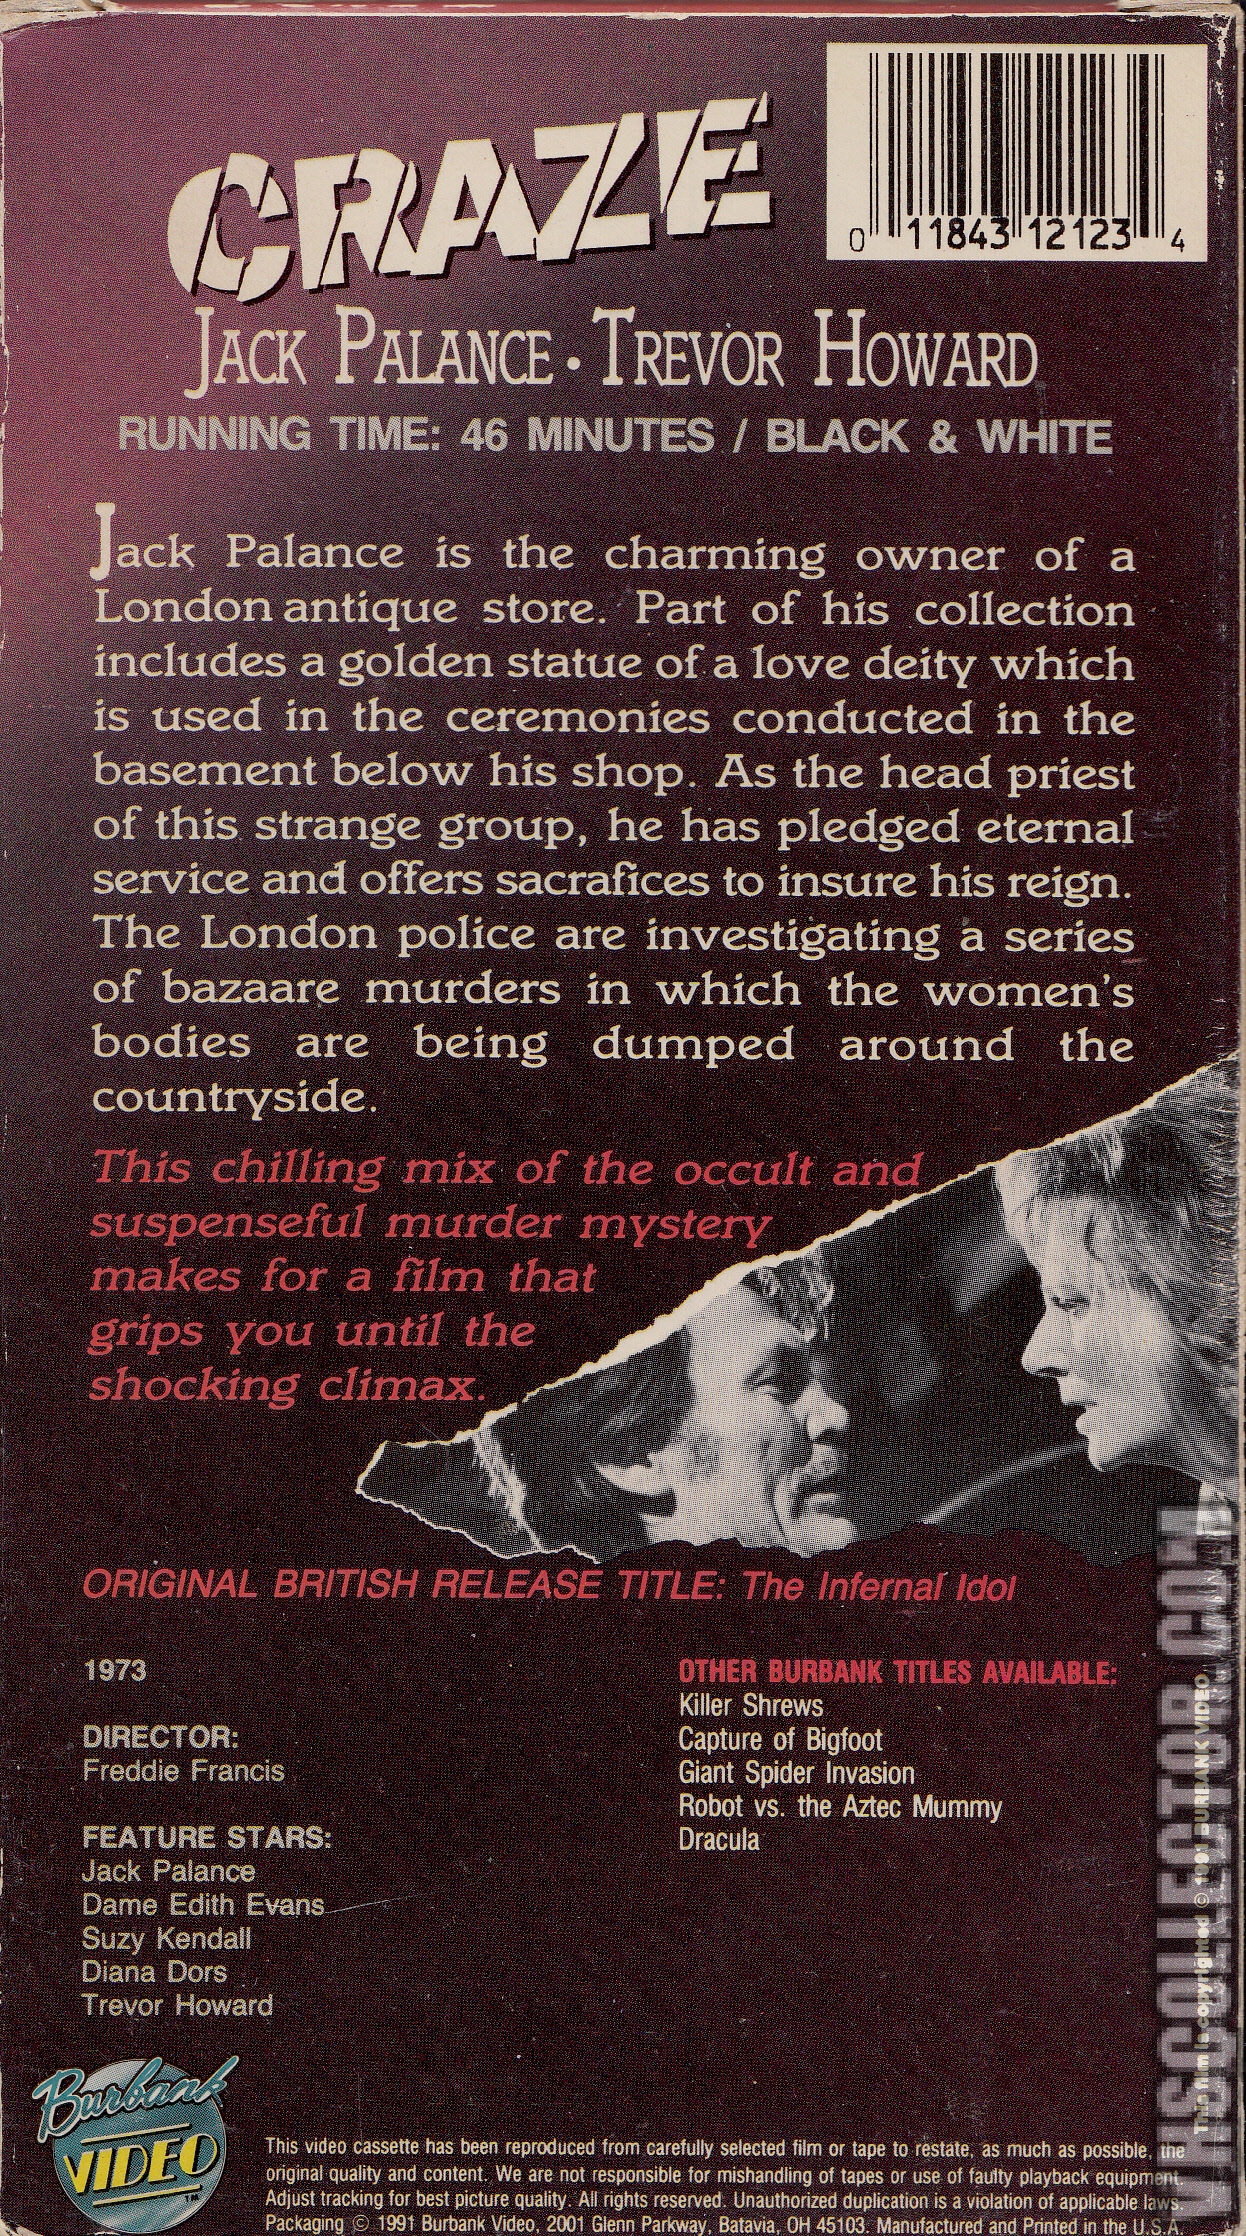 CRAZE
0 11843 12123 4
JACK PALANCE • TREVOR HOWARD
RUNNING TIME: 46 MINUTES / BLACK & WHITE
Jack Palance is the charming owner of a
London antique store. Part of his collection
includes a golden statue of a love deity which
is used in the ceremonies conducted in the
basement below his shop. As the head priest
of this strange group, he has pledged eternal
service and offers sacrafices to insure his reign.
The London police are investigating a series
of bazaare murders in which the women's
bodies are being dumped around the
countryside.
This chilling mix of the occult and
suspenseful murder mystery
makes for a film that
grips you until the
shocking climax.
ORIGINAL BRITISH RELEASE TITLE: The Infernal Idol
1973
DIRECTOR:
Freddie Francis
FEATURE STARS:
Jack Palance
Dame Edith Evans
Suzy Kendall
Diana Dors
Trevor Howard
OTHER BURBANK TITLES AVAILABLE:
Killer Shrews
Capture of Bigfoot
Giant Spider Invasion
Robot vs. the Aztec Mummy
Dracula
Burbank
VIDEO
TM
This video cassette has been reproduced from carefully selected film or tape to restate, as much as possible, the
original quality and content. We are not responsible for mishandling of tapes or use of faulty playback equipment.
Adjust tracking for best picture quality. All rights reserved. Unauthorized duplication is a violation of applicable laws.
Packaging © 1991 Burbank Video, 2001 Glenn Parkway, Batavia, OH 45103. Manufactured and Printed in the U.S.A
This film is copyrighted © 1991 BURBANK VIDEO
VHSCOLLECTOR.COM